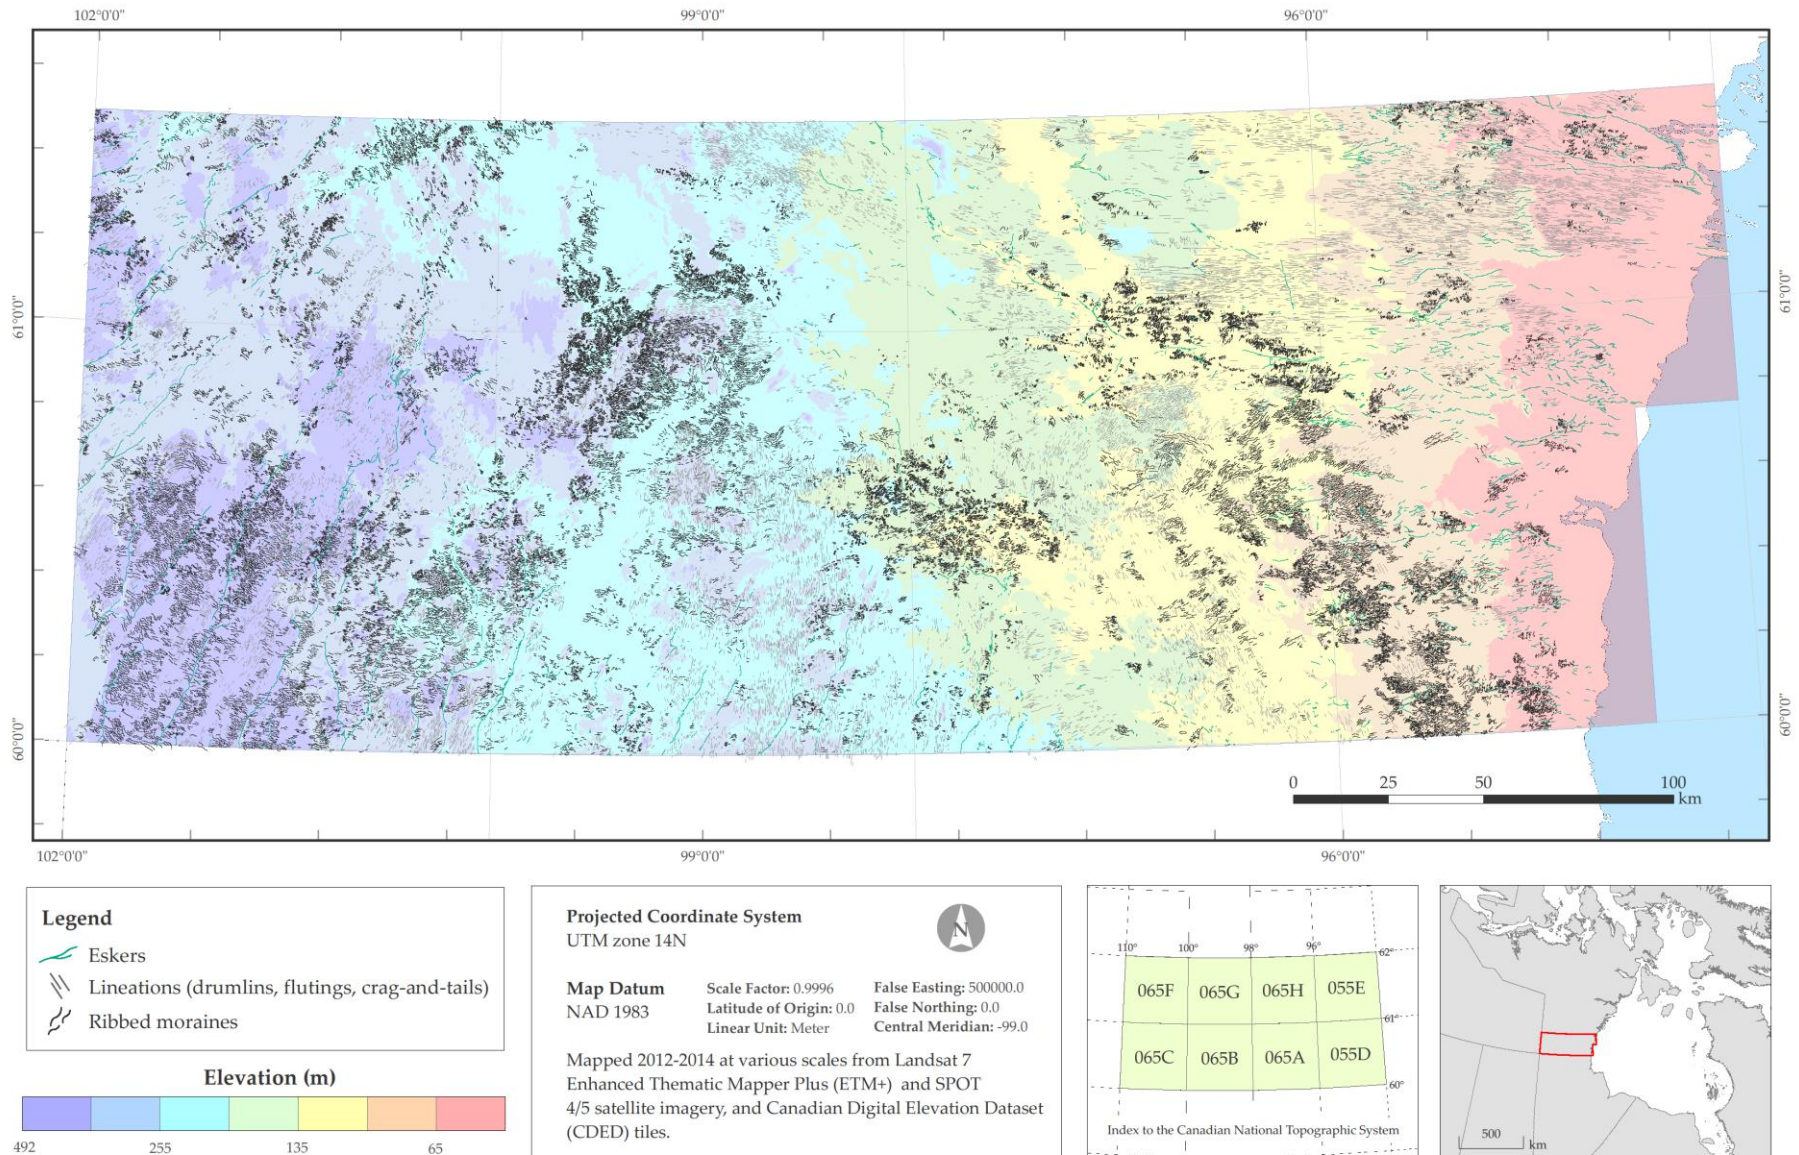 102°0'0" 99°0'0" 96°0'0"
61°0'0" 61°0'0"
60°0'0" 60°0'0"
0 25 50 100
km
102°0'0" 99°0'0" 96°0'0"
Legend
Eskers
Lineations (drumlins, flutings, crag-and-tails)
Ribbed moraines
Elevation (m)
492 255 135 65
Projected Coordinate System
UTM zone 14N
N
Map Datum
NAD 1983
Scale Factor: 0.9996
Latitude of Origin: 0.0
Linear Unit: Meter
False Easting: 500000.0
False Northing: 0.0
Central Meridian: -99.0
Mapped 2012-2014 at various scales from Landsat 7
Enhanced Thematic Mapper Plus (ETM+) and SPOT
4/5 satellite imagery, and Canadian Digital Elevation Dataset
(CDED) tiles.
110° 100° 98° 96°
62°
065F 065G 065H 055E
61°
065C 065B 065A 055D
60°
Index to the Canadian National Topographic System
500
km